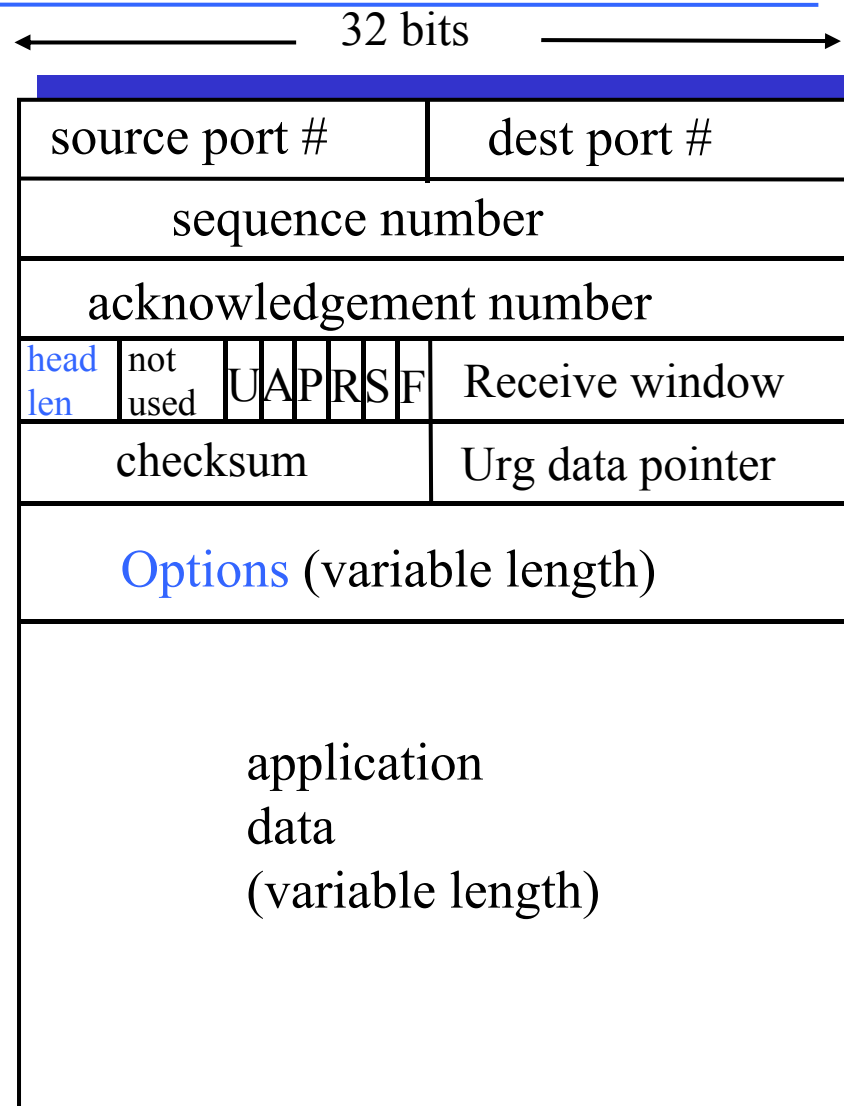 32 bits
source port # dest port #
sequence number
acknowledgement number
head not U A P R S F Receive window
len used
checksum Urg data pointer
Options (variable length)
application
data
(variable length)